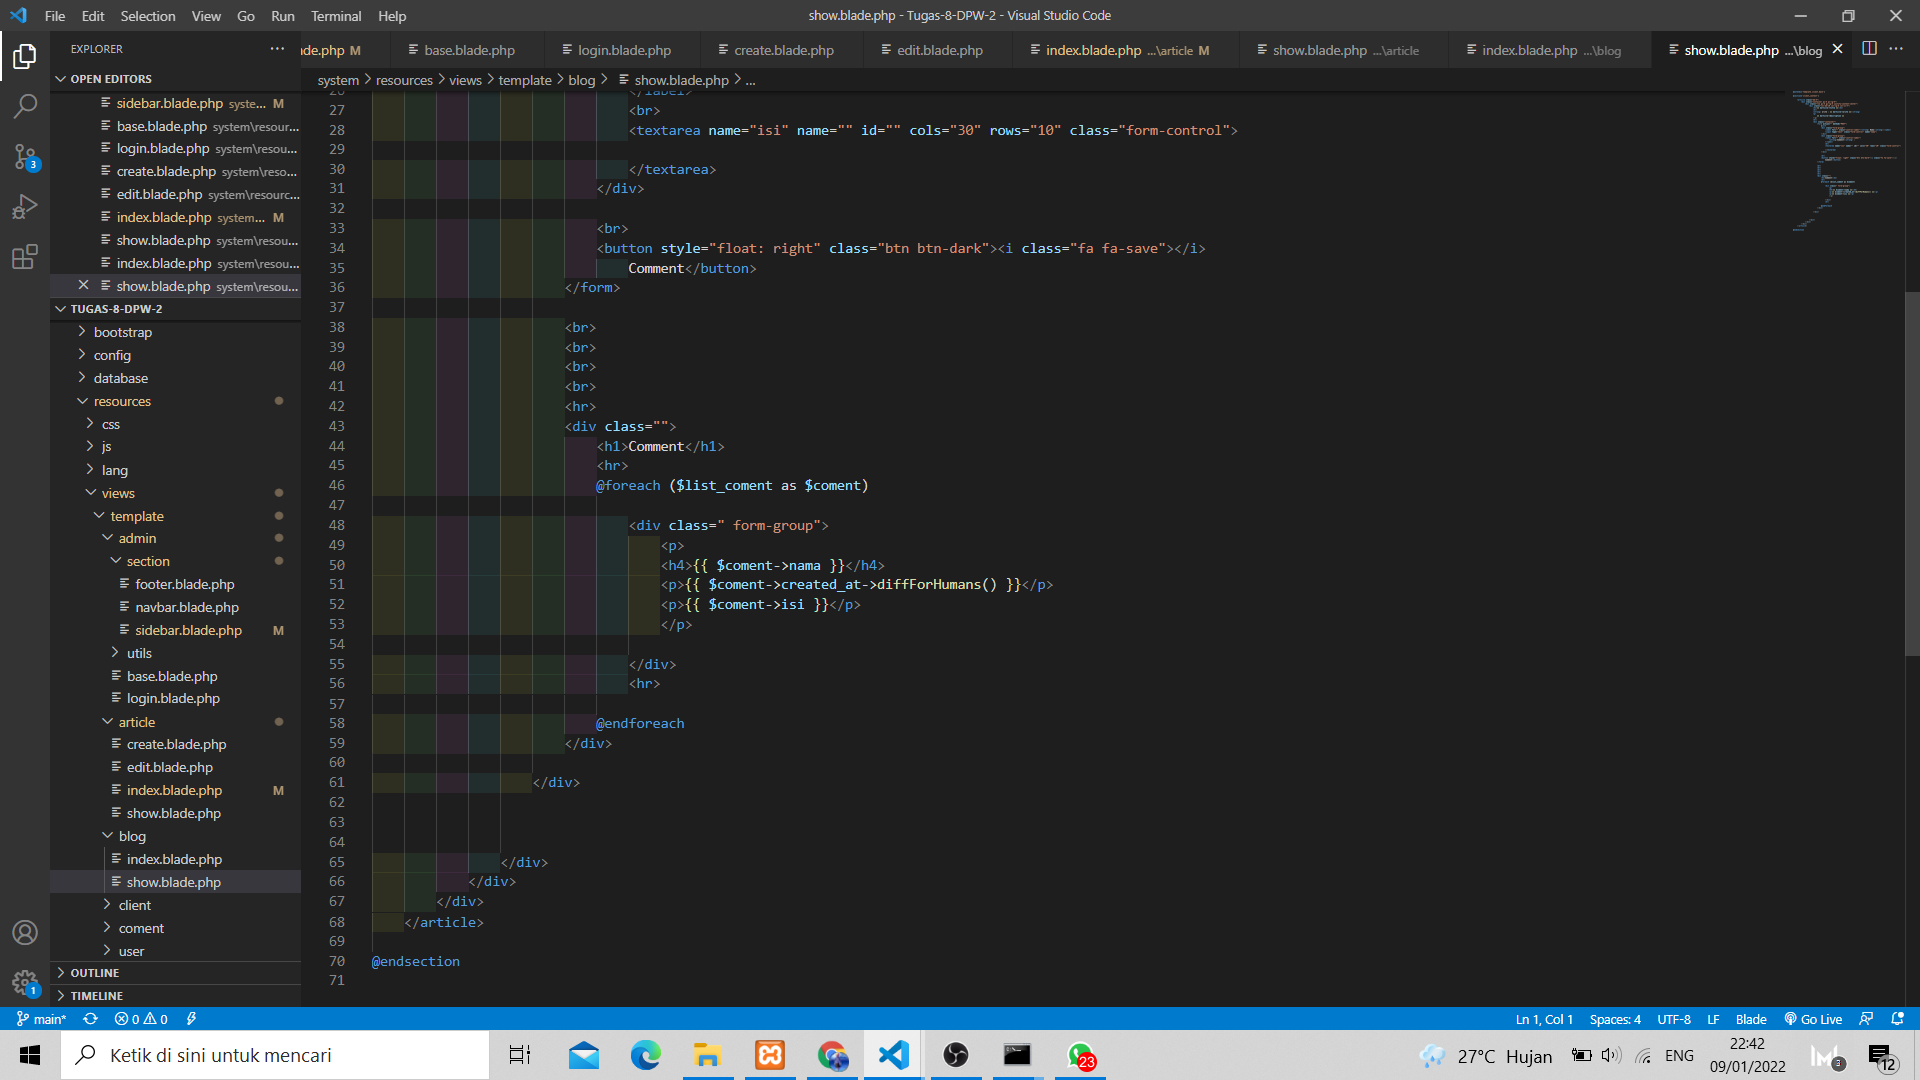 File Edit Selection View Go Run Terminal Help
show.blade.php - Tugas-8-DPW-2 - Visual Studio Code
EXPLORER
de.php M
base.blade.php
login.blade.php
create.blade.php
edit.blade.php
index.blade.php ...\article M
show.blade.php ...\article
index.blade.php ...\blog
show.blade.php ...\blog
system > resources > views > template > blog > show.blade.php > ...
OPEN EDITORS
sidebar.blade.php syste... M
base.blade.php system\resour...
login.blade.php system\resou...
create.blade.php system\reso...
edit.blade.php system\resourc...
index.blade.php system... M
show.blade.php system\resou...
index.blade.php system\resou...
show.blade.php system\resou...
TUGAS-8-DPW-2
bootstrap
config
database
resources
css
js
lang
views
template
admin
section
footer.blade.php
navbar.blade.php
sidebar.blade.php M
utils
base.blade.php
login.blade.php
article
create.blade.php
edit.blade.php
index.blade.php M
show.blade.php
blog
index.blade.php
show.blade.php
client
coment
user
OUTLINE
TIMELINE
26 </label>
27 <br>
28 <textarea name="isi" name="" id="" cols="30" rows="10" class="form-control">
29
30 </textarea>
31 </div>
32
33 <br>
34 <button style="float: right" class="btn btn-dark"><i class="fa fa-save"></i>
35 Comment</button>
36 </form>
37
38 <br>
39 <br>
40 <br>
41 <br>
42 <hr>
43 <div class="">
44 <h1>Comment</h1>
45 <hr>
46 @foreach ($list_coment as $coment)
47
48 <div class=" form-group">
49 <p>
50 <h4>{{ $coment->nama }}</h4>
51 <p>{{ $coment->created_at->diffForHumans() }}</p>
52 <p>{{ $coment->isi }}</p>
53 </p>
54
55 </div>
56 <hr>
57
58 @endforeach
59 </div>
60
61 </div>
62
63
64
65 </div>
66 </div>
67 </div>
68 </article>
69
70 @endsection
71
3
1
main* 0 0
Ln 1, Col 1 Spaces: 4 UTF-8 LF Blade Go Live
Ketik di sini untuk mencari
23
27°C Hujan
ENG
22:42
09/01/2022
3
12